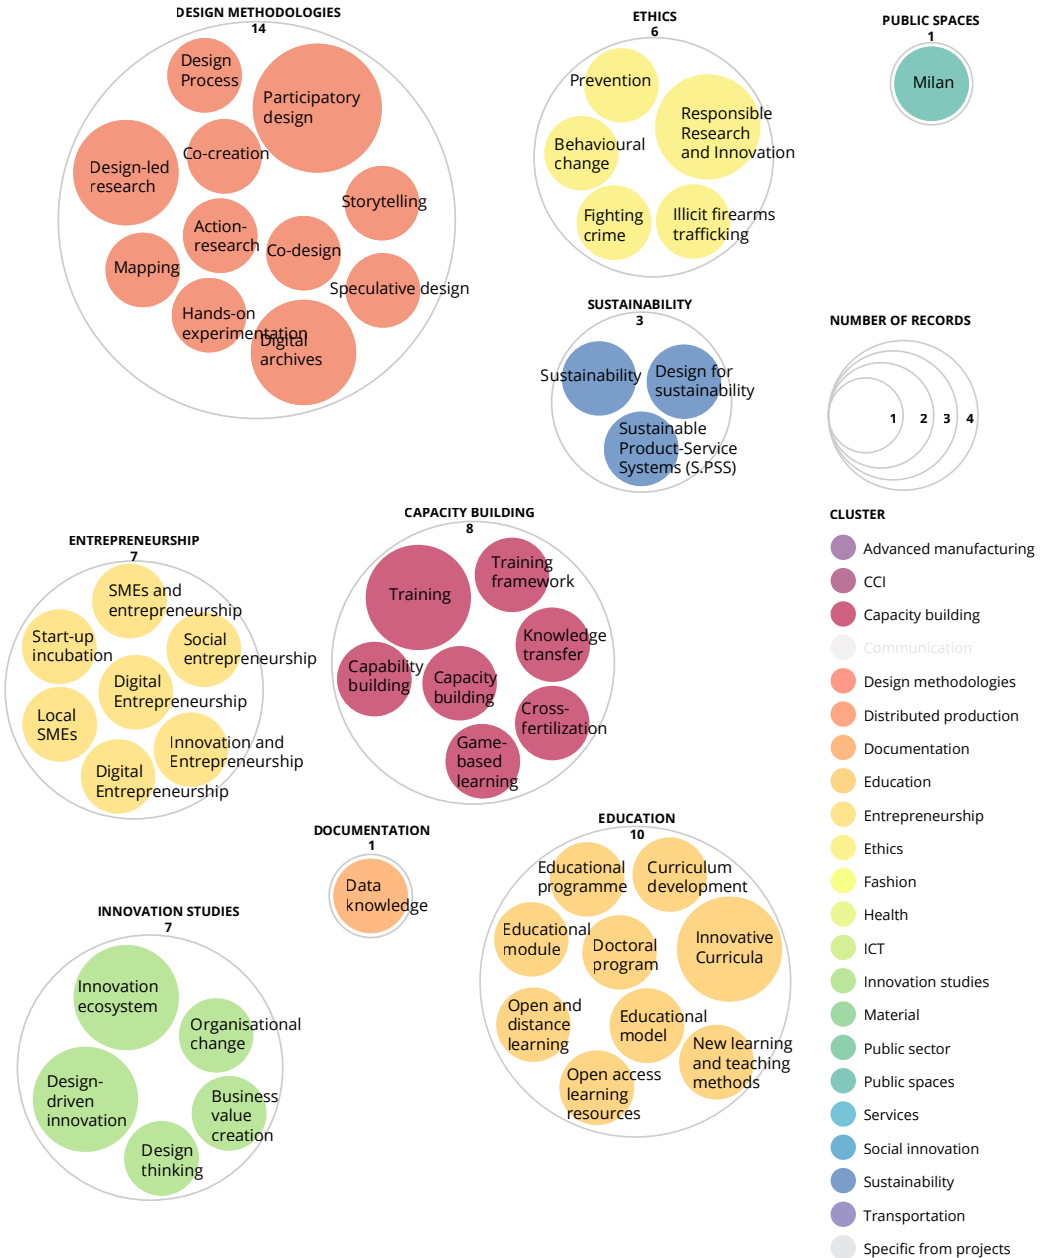 DESIGN METHODOLOGIES
14
Design
Process
Participatory
design
Co-creation
Design-led
research
Storytelling
Action-
research
Co-design
Mapping
Speculative design
Hands-on
experimentation
Digital
archives
ETHICS
6
Prevention
Responsible
Research
and Innovation
Behavioural
change
Fighting
crime
Illicit firearms
trafficking
PUBLIC SPACES
1
Milan
SUSTAINABILITY
3
Sustainability
Design for
sustainability
Sustainable
Product-Service
Systems (S.PSS)
NUMBER OF RECORDS
1 2 3 4
ENTREPRENEURSHIP
7
SMEs and
entrepreneurship
Start-up
incubation
Social
entrepreneurship
Digital
Entrepreneurship
Local
SMEs
Innovation and
Entrepreneurship
Digital
Entrepreneurship
CAPACITY BUILDING
8
Training
Training
framework
Knowledge
transfer
Capability
building
Capacity
building
Cross-
fertilization
Game-
based
learning
DOCUMENTATION
1
Data
knowledge
EDUCATION
10
Educational
programme
Curriculum
development
Educational
module
Doctoral
program
Innovative
Curricula
Open and
distance
learning
Educational
model
New learning
and teaching
methods
Open access
learning
resources
INNOVATION STUDIES
7
Innovation
ecosystem
Organisational
change
Design-
driven
innovation
Business
value
creation
Design
thinking
CLUSTER
Advanced manufacturing
CCI
Capacity building
Communication
Design methodologies
Distributed production
Documentation
Education
Entrepreneurship
Ethics
Fashion
Health
ICT
Innovation studies
Material
Public sector
Public spaces
Services
Social innovation
Sustainability
Transportation
Specific from projects